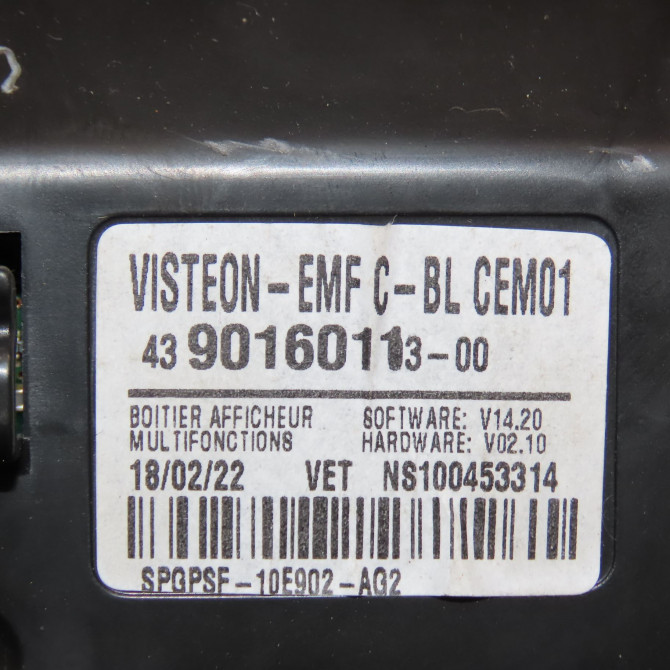 VISTEON-EMF C-BL CEM01
43 9016011 3-00
BOITIER AFFICHEUR SOFTWARE: V14.20
MULTIFONCTIONS HARDWARE: V02.10
18/02/22 VET NS100453314
SPGPSF-10E902-AG2